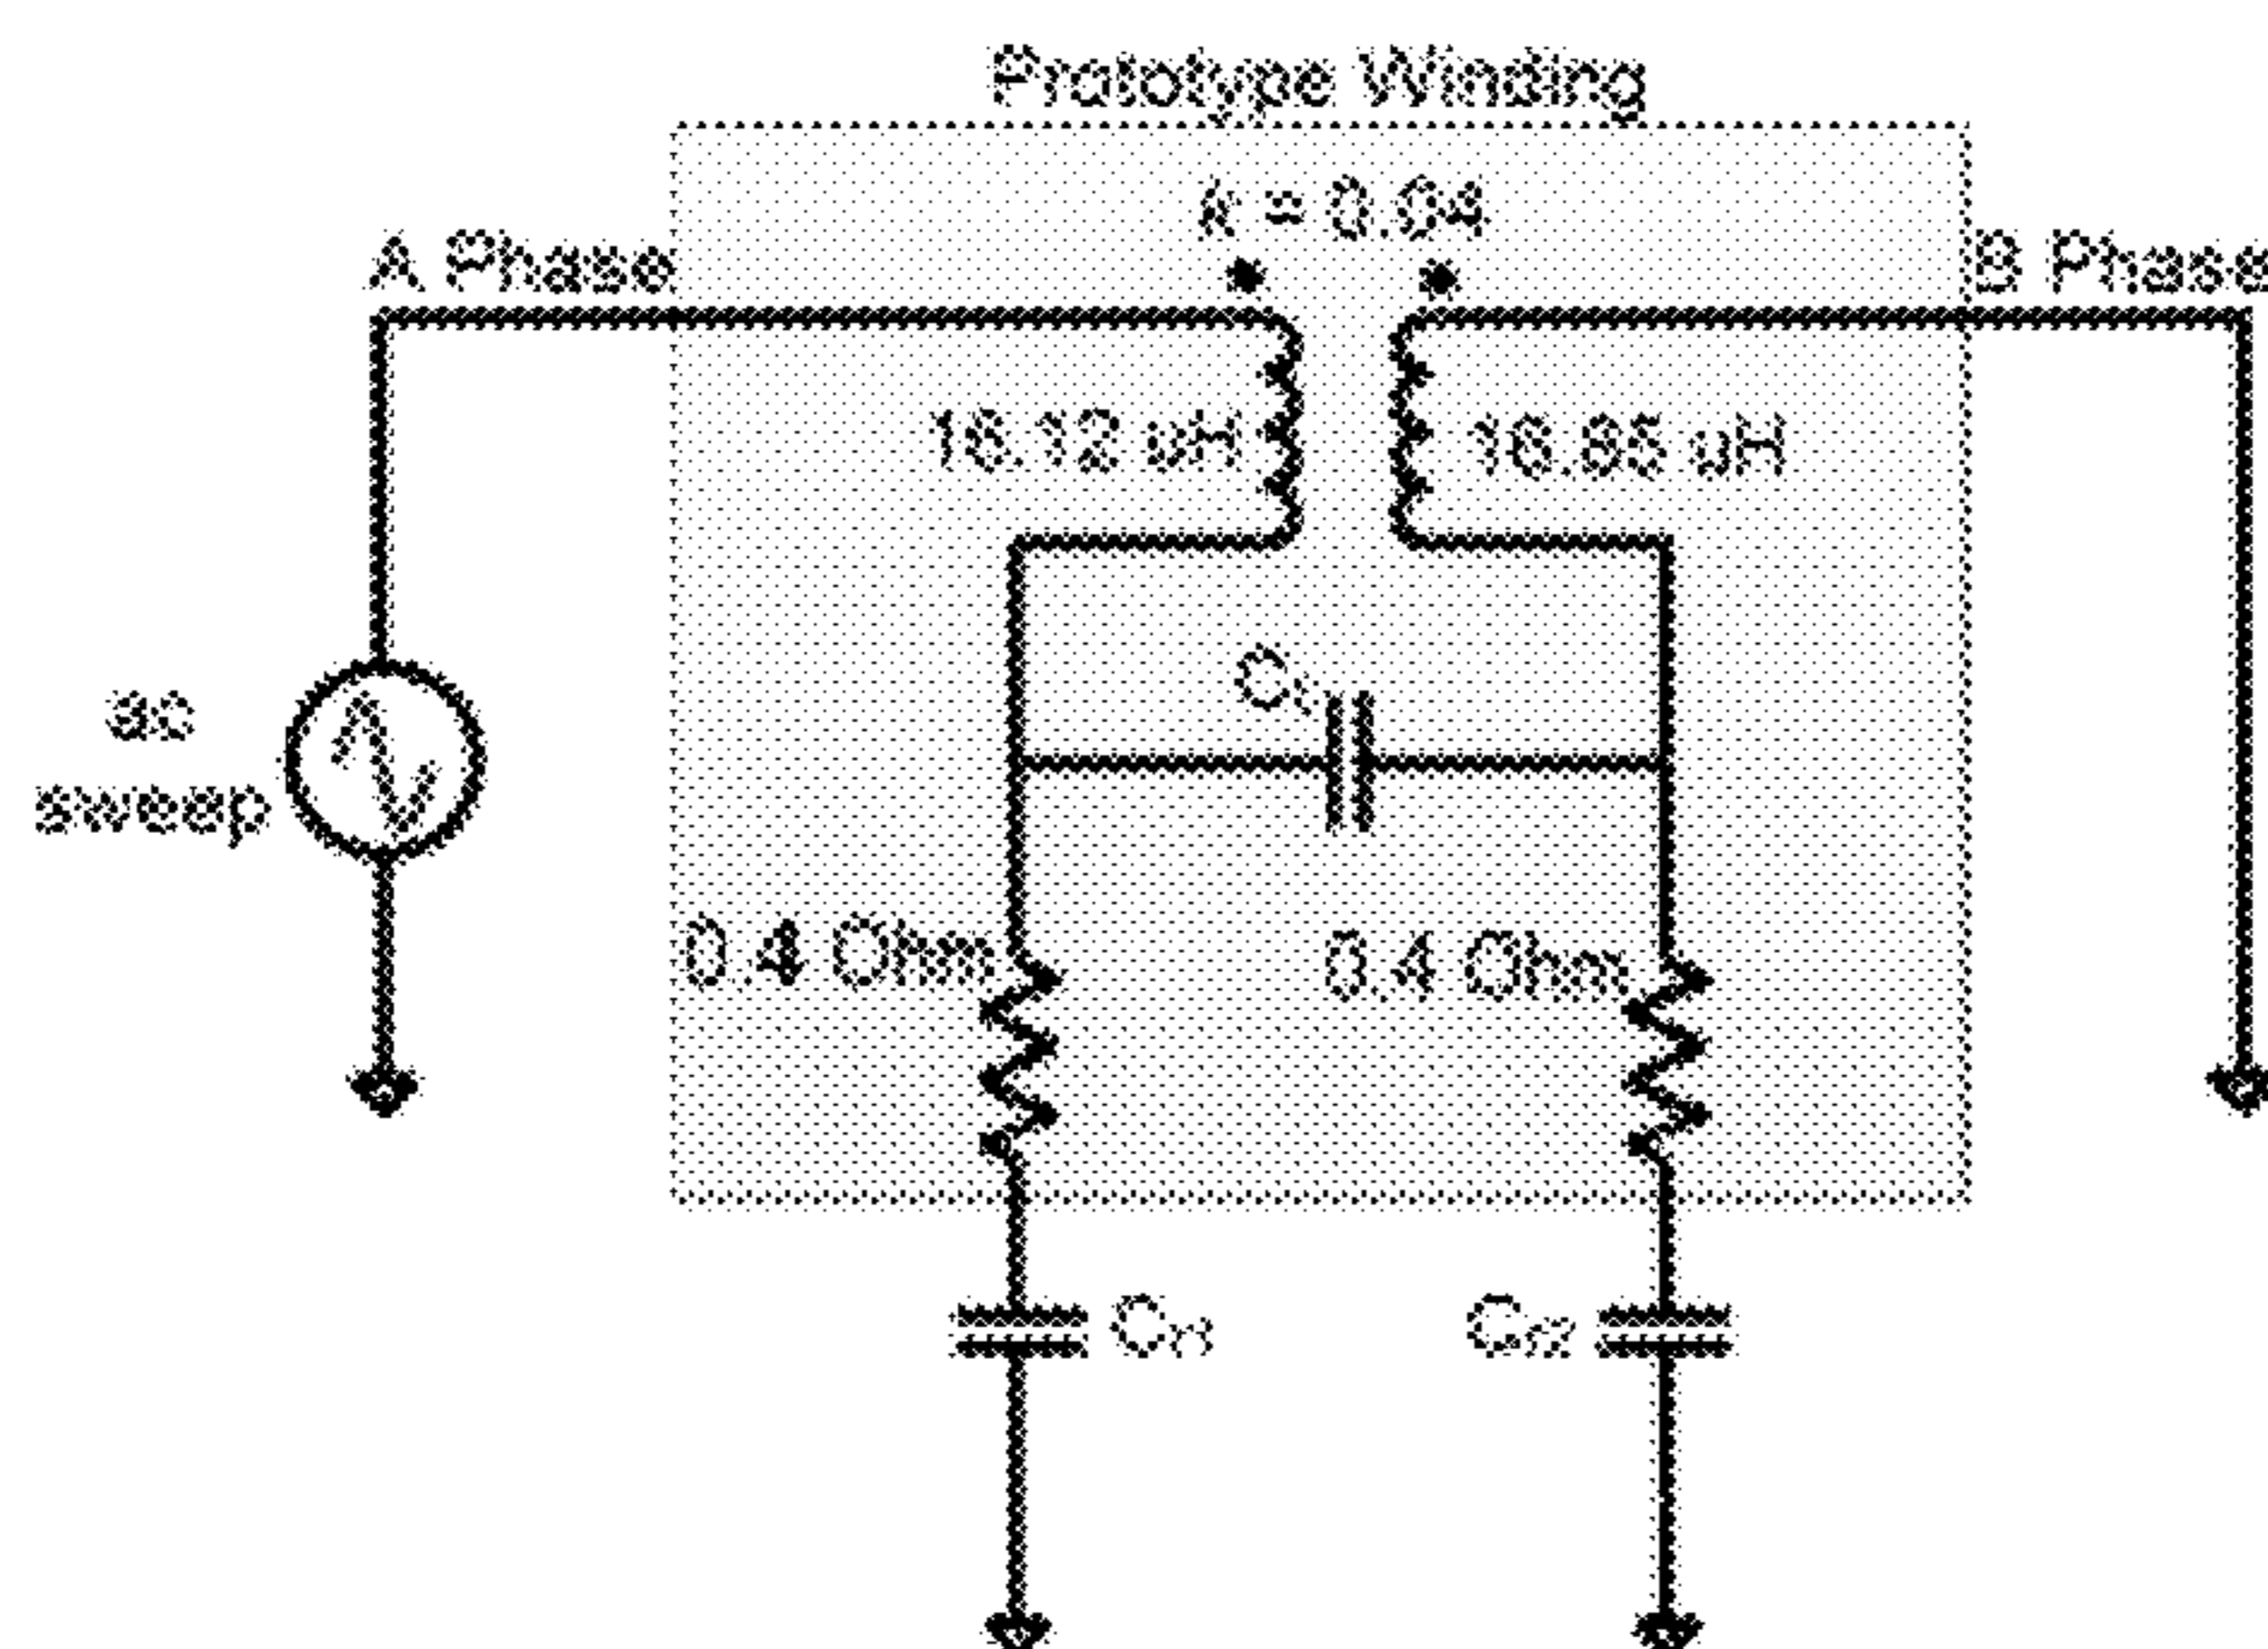 Prototype Winding
k = 0.04
A Phase
B Phase
16.12 uH
16.85 uH
ac
sweep
0.4 Ohm
0.4 Ohm